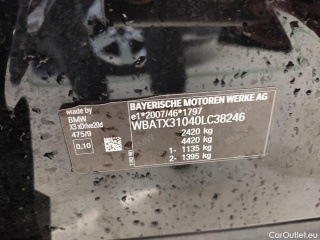 BAYERISCHE MOTOREN WERKE AG
e1*2007/46*1797
WBATX31040LC38246
2420 kg
4420 kg
1- 1135 kg
2- 1395 kg
made by
BMW
X3 xDrive20d
475/9
0.10
CarOutlet.eu